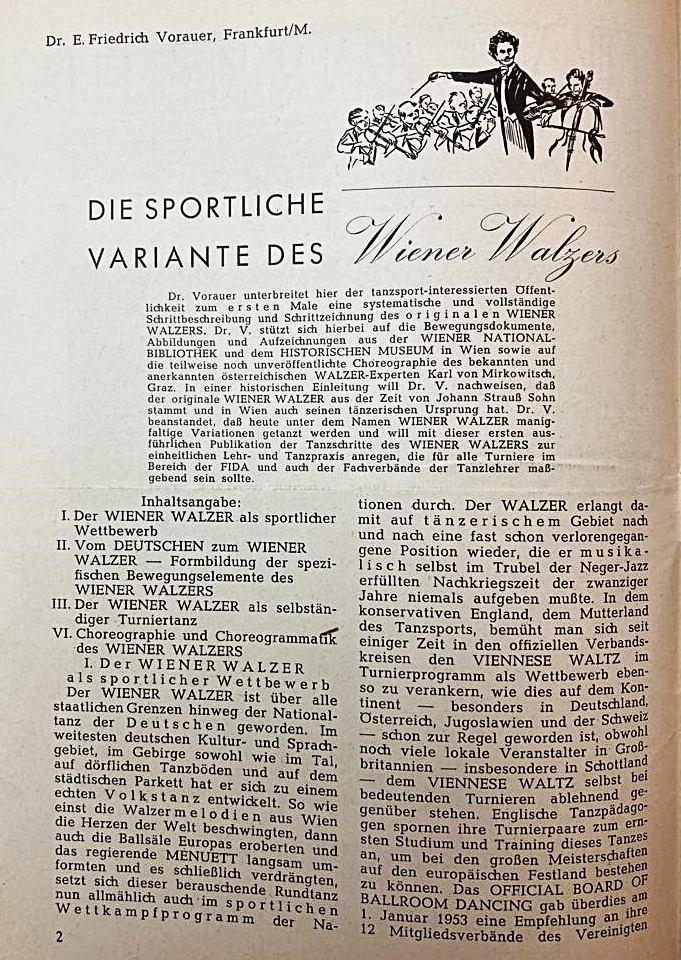 Dr. E. Friedrich Vorauer, Frankfurt/M.
DIE SPORTLICHE
VARIANTE DES Wiener Walzers
Dr. Vorauer unterbreitet hier der tanzsport-interessierten Öffent-
lichkeit zum ersten Male eine systematische und vollständige
Schrittbeschreibung und Schrittzeichnung des originalen WIENER
WALZERS. Dr. V. stützt sich hierbei auf die Bewegungsdokumente,
Abbildungen und Aufzeichnungen aus der WIENER NATIONAL-
BIBLIOTHEK und dem HISTORISCHEN MUSEUM in Wien sowie auf
die teilweise noch unveröffentlichte Choreographie des bekannten und
anerkannten österreichischen WALZER-Experten Karl von Mirkowitsch,
Graz. In einer historischen Einleitung will Dr. V. nachweisen, daß
der originale WIENER WALZER aus der Zeit von Johann Strauß Sohn
stammt und in Wien auch seinen tänzerischen Ursprung hat. Dr. V.
beanstandet, daß heute unter dem Namen WIENER WALZER manig-
faltige Variationen getanzt werden und will mit dieser ersten aus-
führlichen Publikation der Tanzschritte des WIENER WALZERS zur
einheitlichen Lehr- und Tanzpraxis anregen, die für alle Turniere im
Bereich der FIDA und auch der Fachverbände der Tanzlehrer maß-
gebend sein sollte.
Inhaltsangabe:
I. Der WIENER WALZER als sportlicher
Wettbewerb
II. Vom DEUTSCHEN zum WIENER
WALZER — Formbildung der spezi-
fischen Bewegungselemente des
WIENER WALZERS
III. Der WIENER WALZER als selbstän-
diger Turniertanz
VI. Choreographie und Choreogrammatik
des WIENER WALZERS
I. Der WIENER WALZER
als sportlicher Wettbewerb
Der WIENER WALZER ist über alle
staatlichen Grenzen hinweg der National-
tanz der Deutschen geworden. Im
weitesten deutschen Kultur- und Sprach-
gebiet, im Gebirge sowohl wie im Tal,
auf dörflichen Tanzböden und auf dem
städtischen Parkett hat er sich zu einem
echten Volkstanz entwickelt. So wie
einst die Walzermelodien aus Wien
die Herzen der Welt beschwingten, dann
auch die Ballsäle Europas eroberten und
das regierende MENUETT langsam um-
formten und es schließlich verdrängten,
setzt sich dieser berauschende Rundtanz
nun allmählich auch im sportlichen
Wettkampfprogramm der Na-
2
tionen durch. Der WALZER erlangt da-
mit auf tänzerischem Gebiet nach
und nach eine fast schon verlorengegan-
gene Position wieder, die er musika-
lisch selbst im Trubel der Neger-Jazz
erfüllten Nachkriegszeit der zwanziger
Jahre niemals aufgeben mußte. In dem
konservativen England, dem Mutterland
des Tanzsports, bemüht man sich seit
einiger Zeit in den offiziellen Verbands-
kreisen den VIENNESE WALTZ im
Turnierprogramm als Wettbewerb eben-
so zu verankern, wie dies auf dem Kon-
tinent — besonders in Deutschland,
Österreich, Jugoslawien und der Schweiz
— schon zur Regel geworden ist, obwohl
noch viele lokale Veranstalter in Groß-
britannien — insbesondere in Schottland
— dem VIENNESE WALTZ selbst bei
bedeutenden Turnieren ablehnend ge-
genüber stehen. Englische Tanzpädago-
gen spornen ihre Turnierpaare zum ern-
sten Studium und Training dieses Tanzes
an, um bei den großen Meisterschaften
auf den europäischen Festland bestehen
zu können. Das OFFICIAL BOARD OF
BALLROOM DANCING gab überdies am
1. Januar 1953 eine Empfehlung an ihre
12 Mitgliedsverbände des Vereinigten